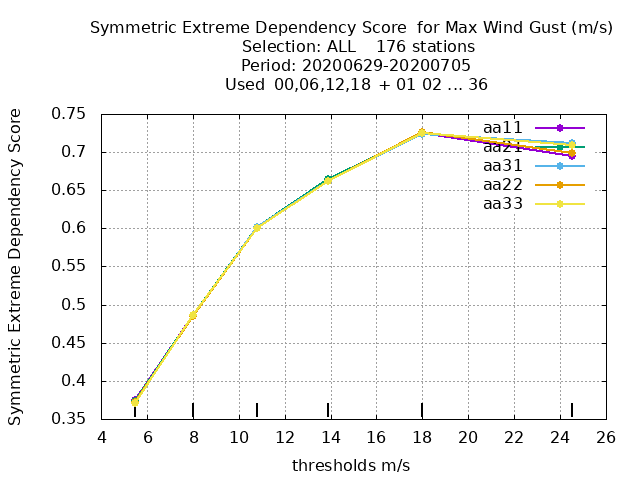 Symmetric Extreme Dependency Score for Max Wind Gust (m/s)
Selection: ALL 176 stations
Period: 20200629-20200705
Used 00,06,12,18 + 01 02 ... 36
Symmetric Extreme Dependency Score
0.75
0.7
0.65
0.6
0.55
0.5
0.45
0.4
0.35
aa11
aa21
aa31
aa22
aa33
4 6 8 10 12 14 16 18 20 22 24 26
thresholds m/s